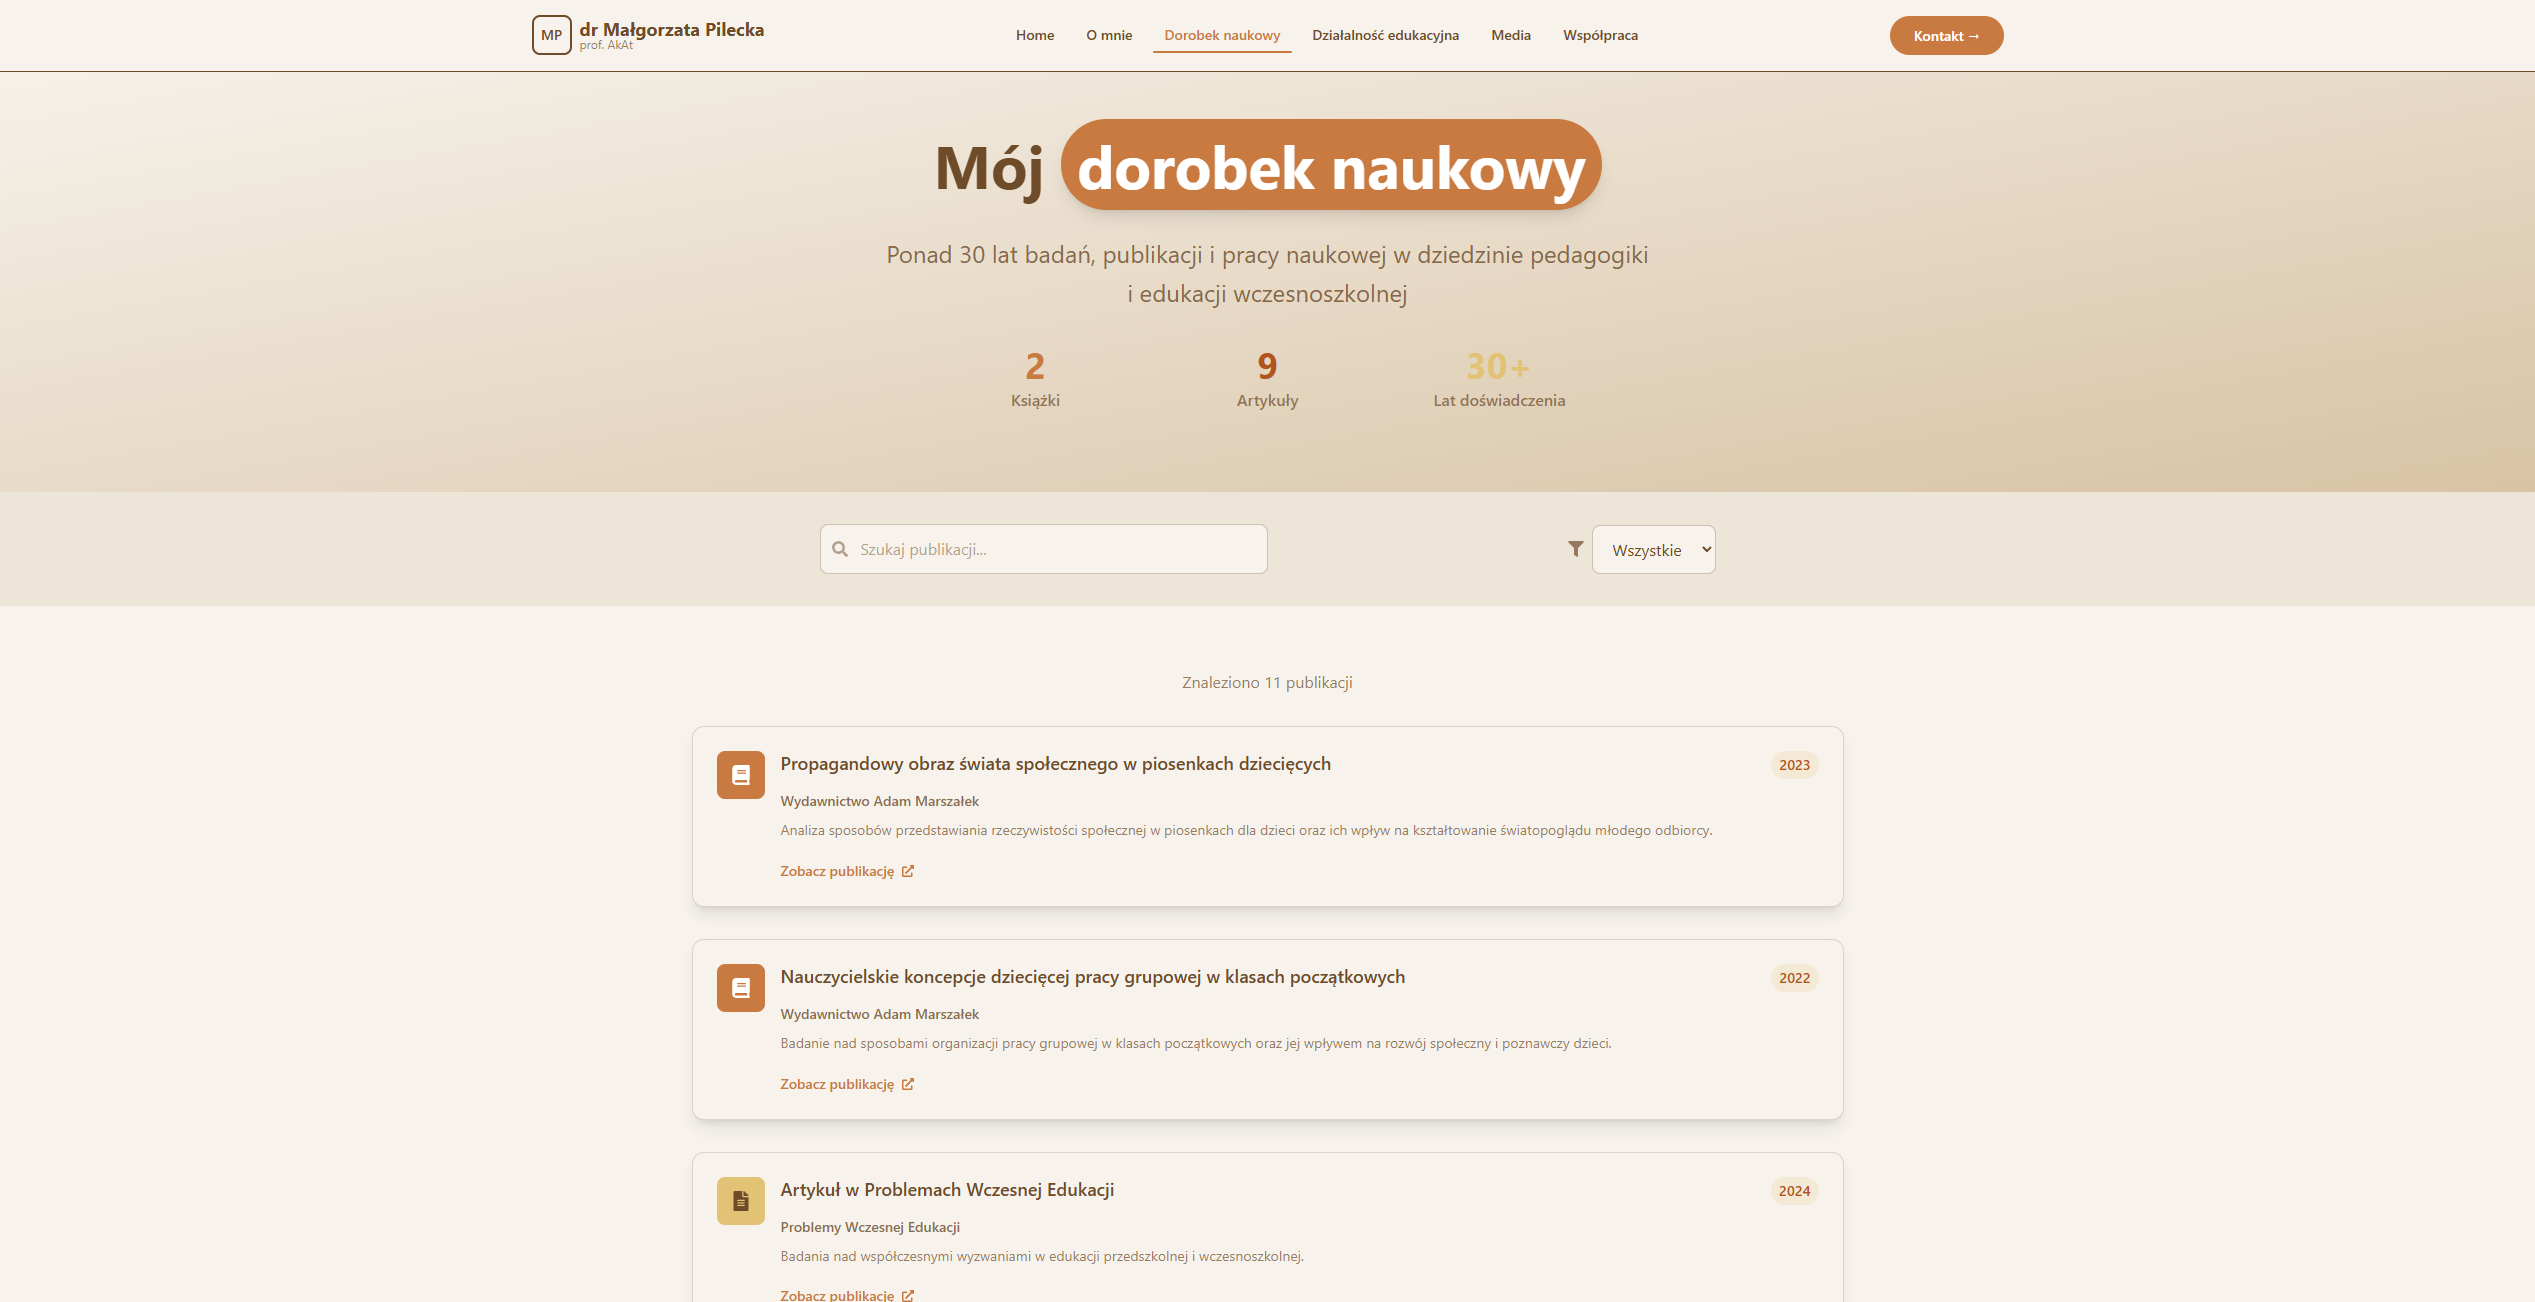 MP
dr Małgorzata Pilecka
prof. AkAt
Home
O mnie
Dorobek naukowy
Działalność edukacyjna
Media
Współpraca
Kontakt →
Mój dorobek naukowy
Ponad 30 lat badań, publikacji i pracy naukowej w dziedzinie pedagogiki
i edukacji wczesnoszkolnej
2
Książki
9
Artykuły
30+
Lat doświadczenia
Szukaj publikacji...
Wszystkie
Znaleziono 11 publikacji
Propagandowy obraz świata społecznego w piosenkach dziecięcych
2023
Wydawnictwo Adam Marszałek
Analiza sposobów przedstawiania rzeczywistości społecznej w piosenkach dla dzieci oraz ich wpływ na kształtowanie światopoglądu młodego odbiorcy.
Zobacz publikację
Nauczycielskie koncepcje dziecięcej pracy grupowej w klasach początkowych
2022
Wydawnictwo Adam Marszałek
Badanie nad sposobami organizacji pracy grupowej w klasach początkowych oraz jej wpływem na rozwój społeczny i poznawczy dzieci.
Zobacz publikację
Artykuł w Problemach Wczesnej Edukacji
2024
Problemy Wczesnej Edukacji
Badania nad współczesnymi wyzwaniami w edukacji przedszkolnej i wczesnoszkolnej.
Zobacz publikację